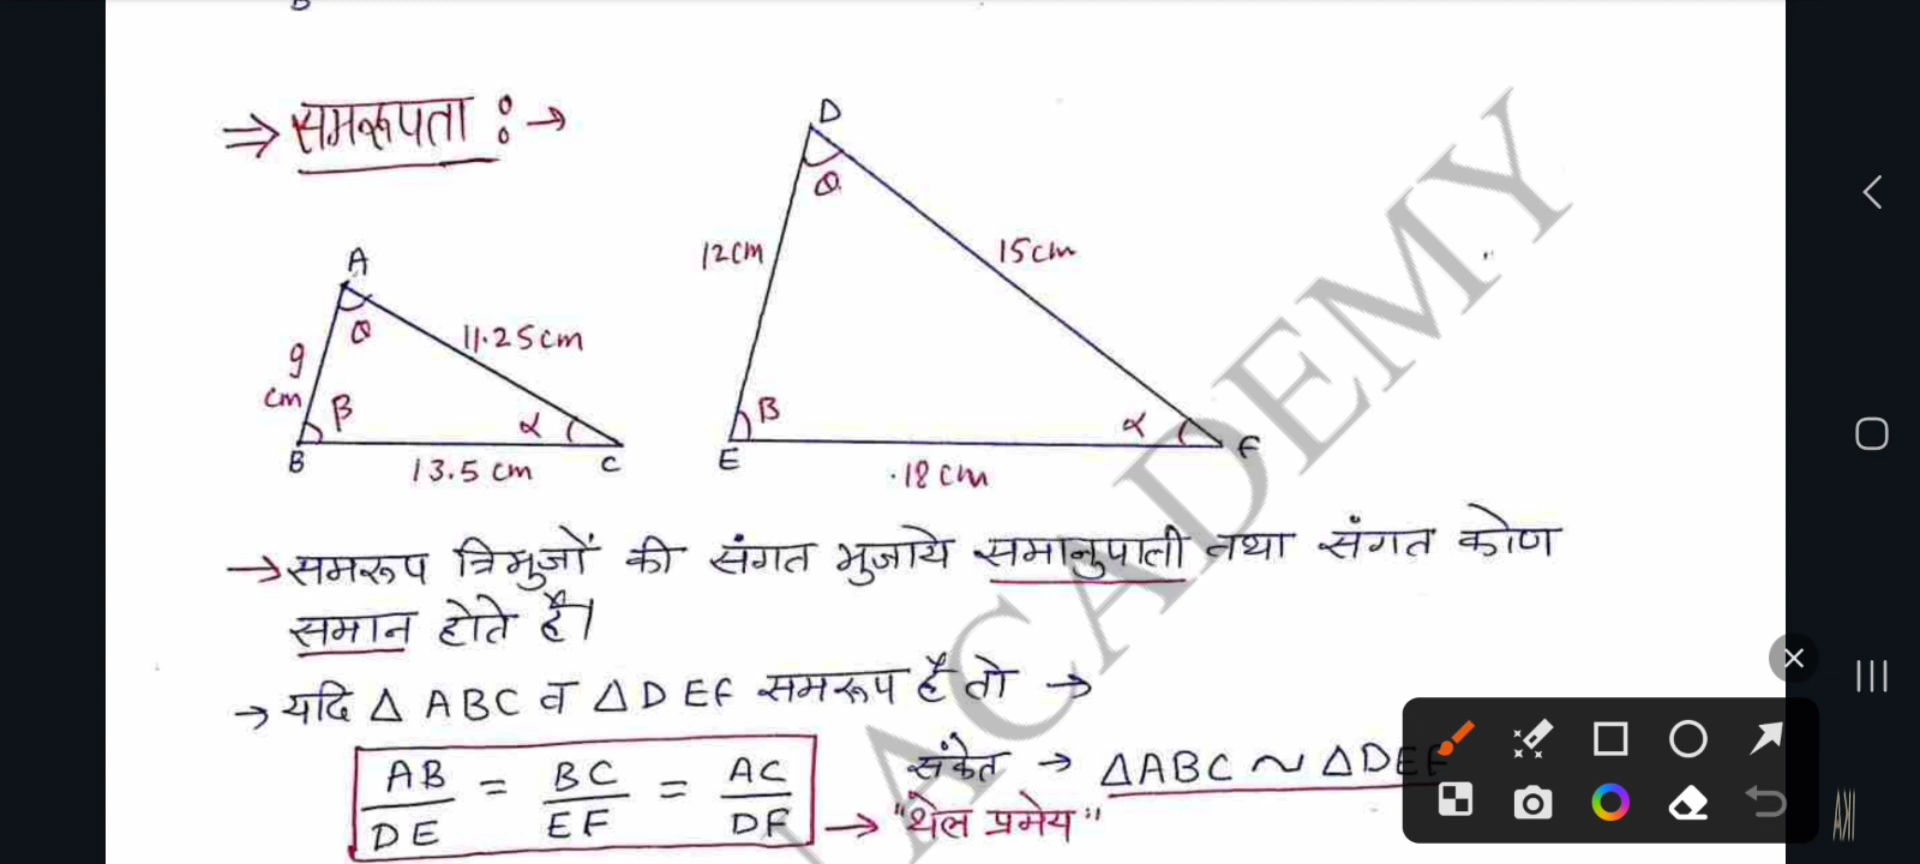 ⇒ समरूपता :→
D
θ
12cm
15cm
A
θ
11.25cm
9
cm
β
α
B
13.5 cm
C
β
α
E
18 cm
F
→ समरूप त्रिभुजों की संगत भुजाये समानुपाती तथा संगत कोण
समान होते हैं।
→ यदि Δ ABC व Δ DEF समरूप हैं तो →
AB/DE = BC/EF = AC/DF
संकेत → ΔABC ~ ΔDEF
→ "थेल प्रमेय"
ACADEMY